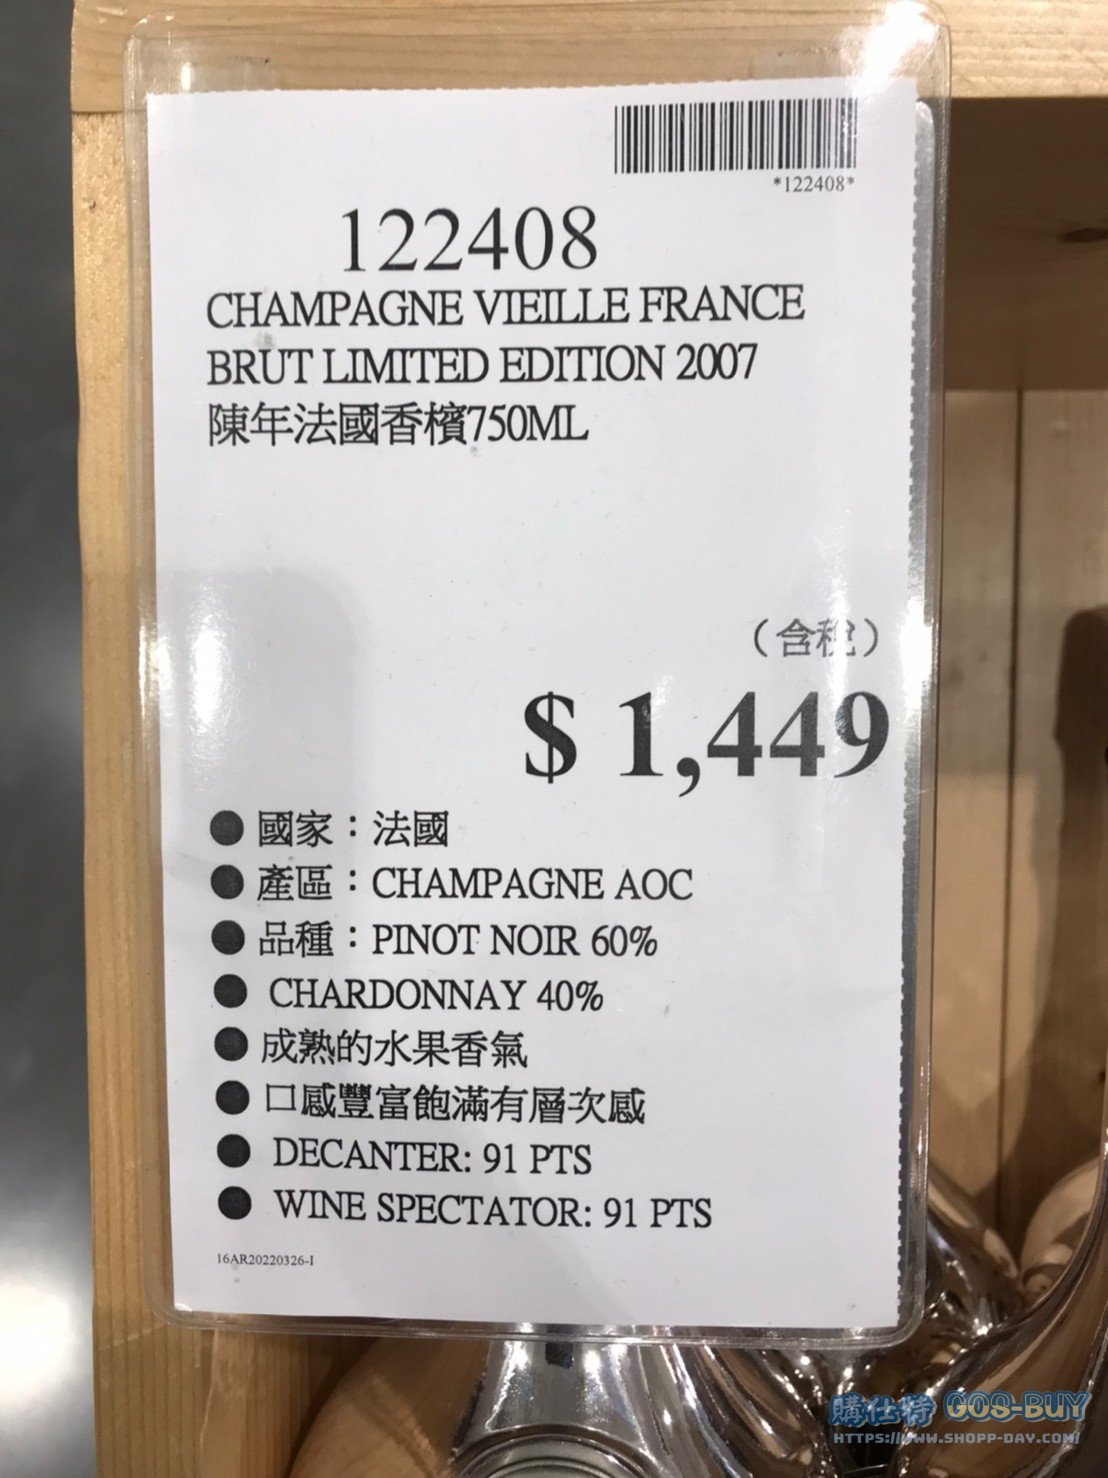 *122408*
122408
CHAMPAGNE VIEILLE FRANCE
BRUT LIMITED EDITION 2007
陳年法國香檳750ML
（含稅）
$ 1,449
● 國家：法國
● 產區：CHAMPAGNE AOC
● 品種：PINOT NOIR 60%
● CHARDONNAY 40%
● 成熟的水果香氣
● 口感豐富飽滿有層次感
● DECANTER: 91 PTS
● WINE SPECTATOR: 91 PTS
16AR20220326-I
購仕特 GOS-BUY
HTTPS://WWW.SHOPP-DAY.COM/